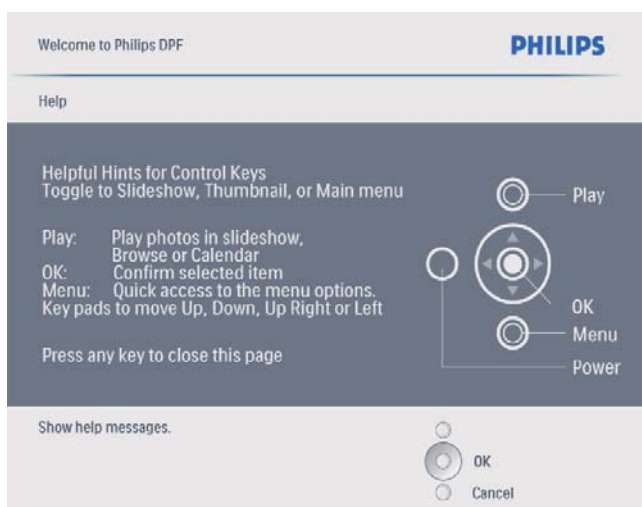 Welcome to Philips DPF
PHILIPS
Help
Helpful Hints for Control Keys
Toggle to Slideshow, Thumbnail, or Main menu
Play: Play photos in slideshow,
Browse or Calendar
OK: Confirm selected item
Menu: Quick access to the menu options.
Key pads to move Up, Down, Up Right or Left
Press any key to close this page
Play
OK
Menu
Power
Show help messages.
OK
Cancel